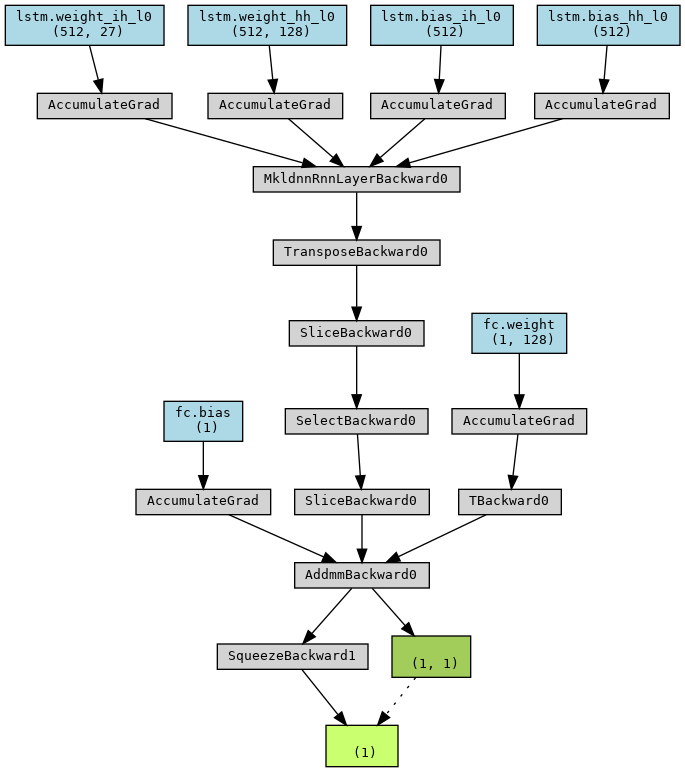 lstm.weight_ih_l0
(512, 27)
lstm.weight_hh_l0
(512, 128)
lstm.bias_ih_l0
(512)
lstm.bias_hh_l0
(512)
AccumulateGrad
AccumulateGrad
AccumulateGrad
AccumulateGrad
MkldnnRnnLayerBackward0
TransposeBackward0
SliceBackward0
fc.weight
(1, 128)
fc.bias
(1)
SelectBackward0
AccumulateGrad
AccumulateGrad
SliceBackward0
TBackward0
AddmmBackward0
SqueezeBackward1
(1, 1)
(1)